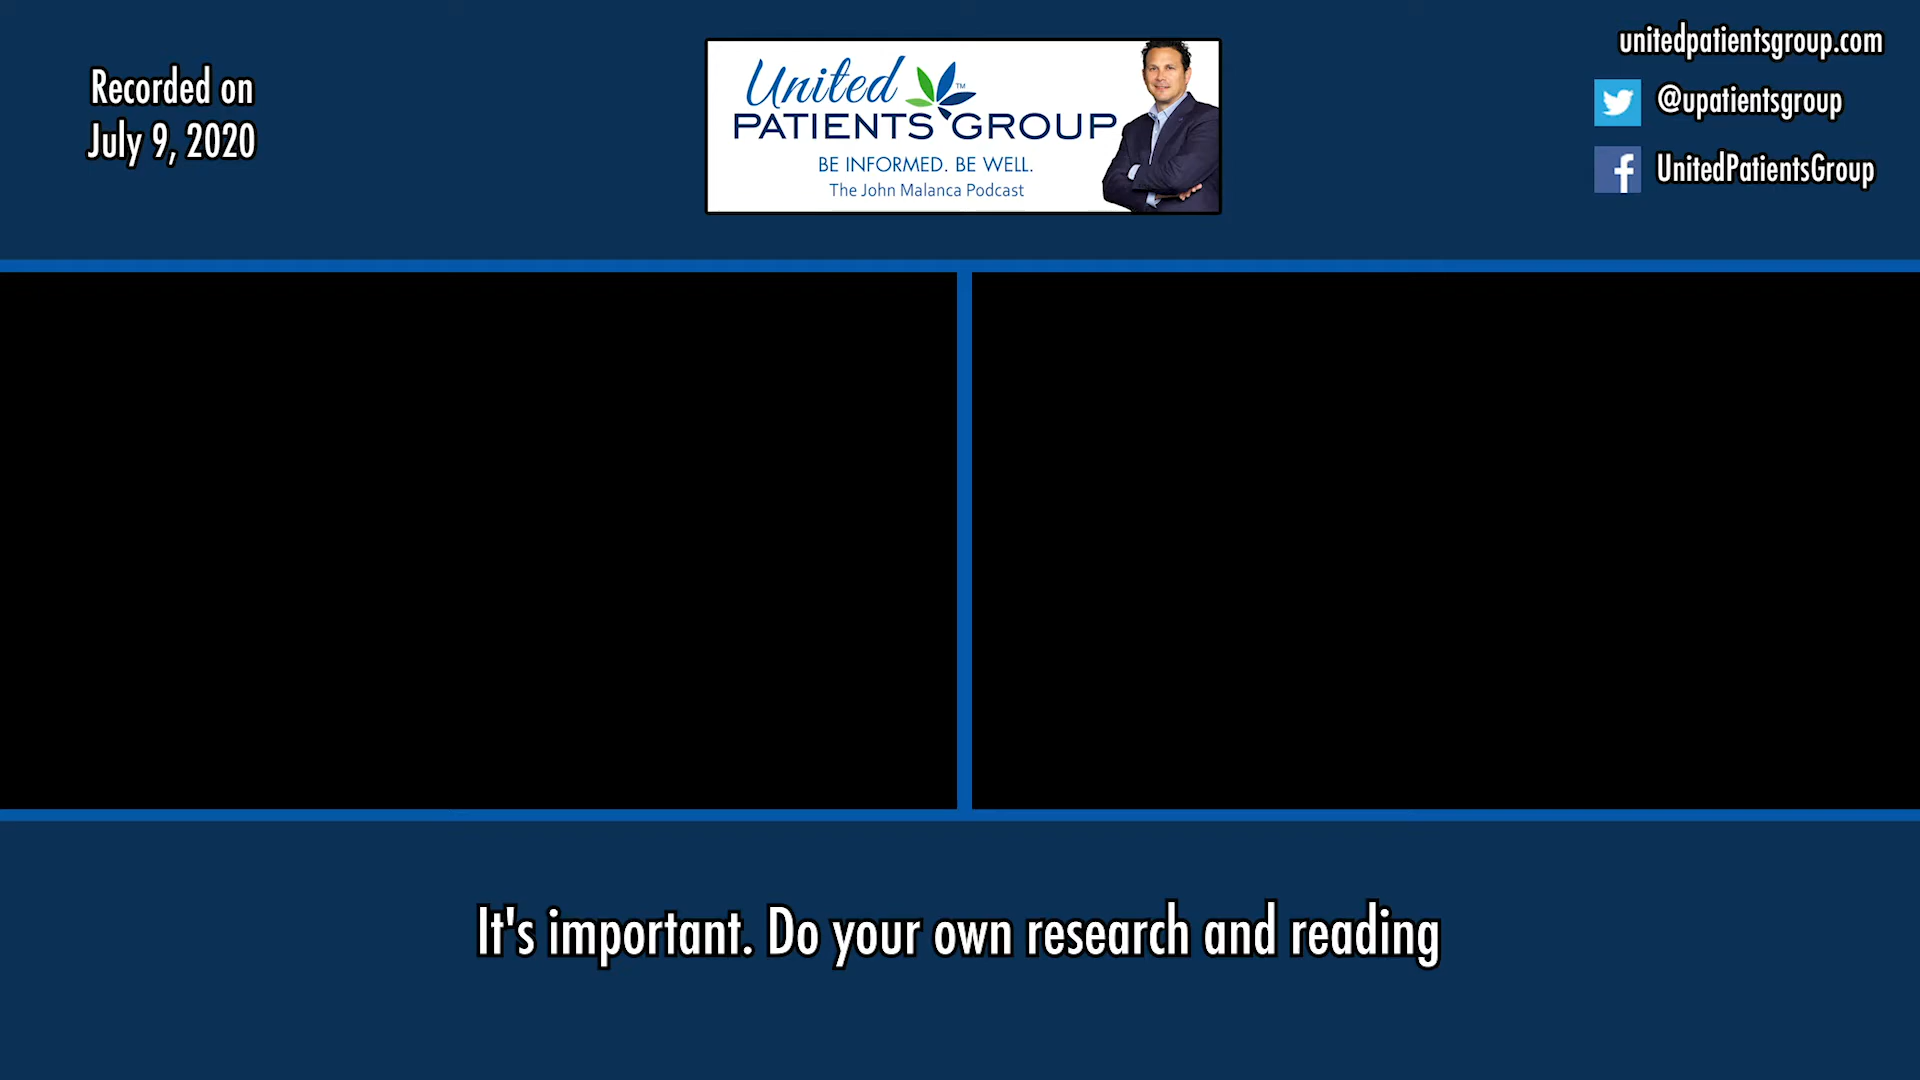 Recorded on
July 9, 2020
United
PATIENTS GROUP
™
BE INFORMED. BE WELL.
The John Malanca Podcast
unitedpatientsgroup.com
@upatientsgroup
UnitedPatientsGroup
It's important. Do your own research and reading